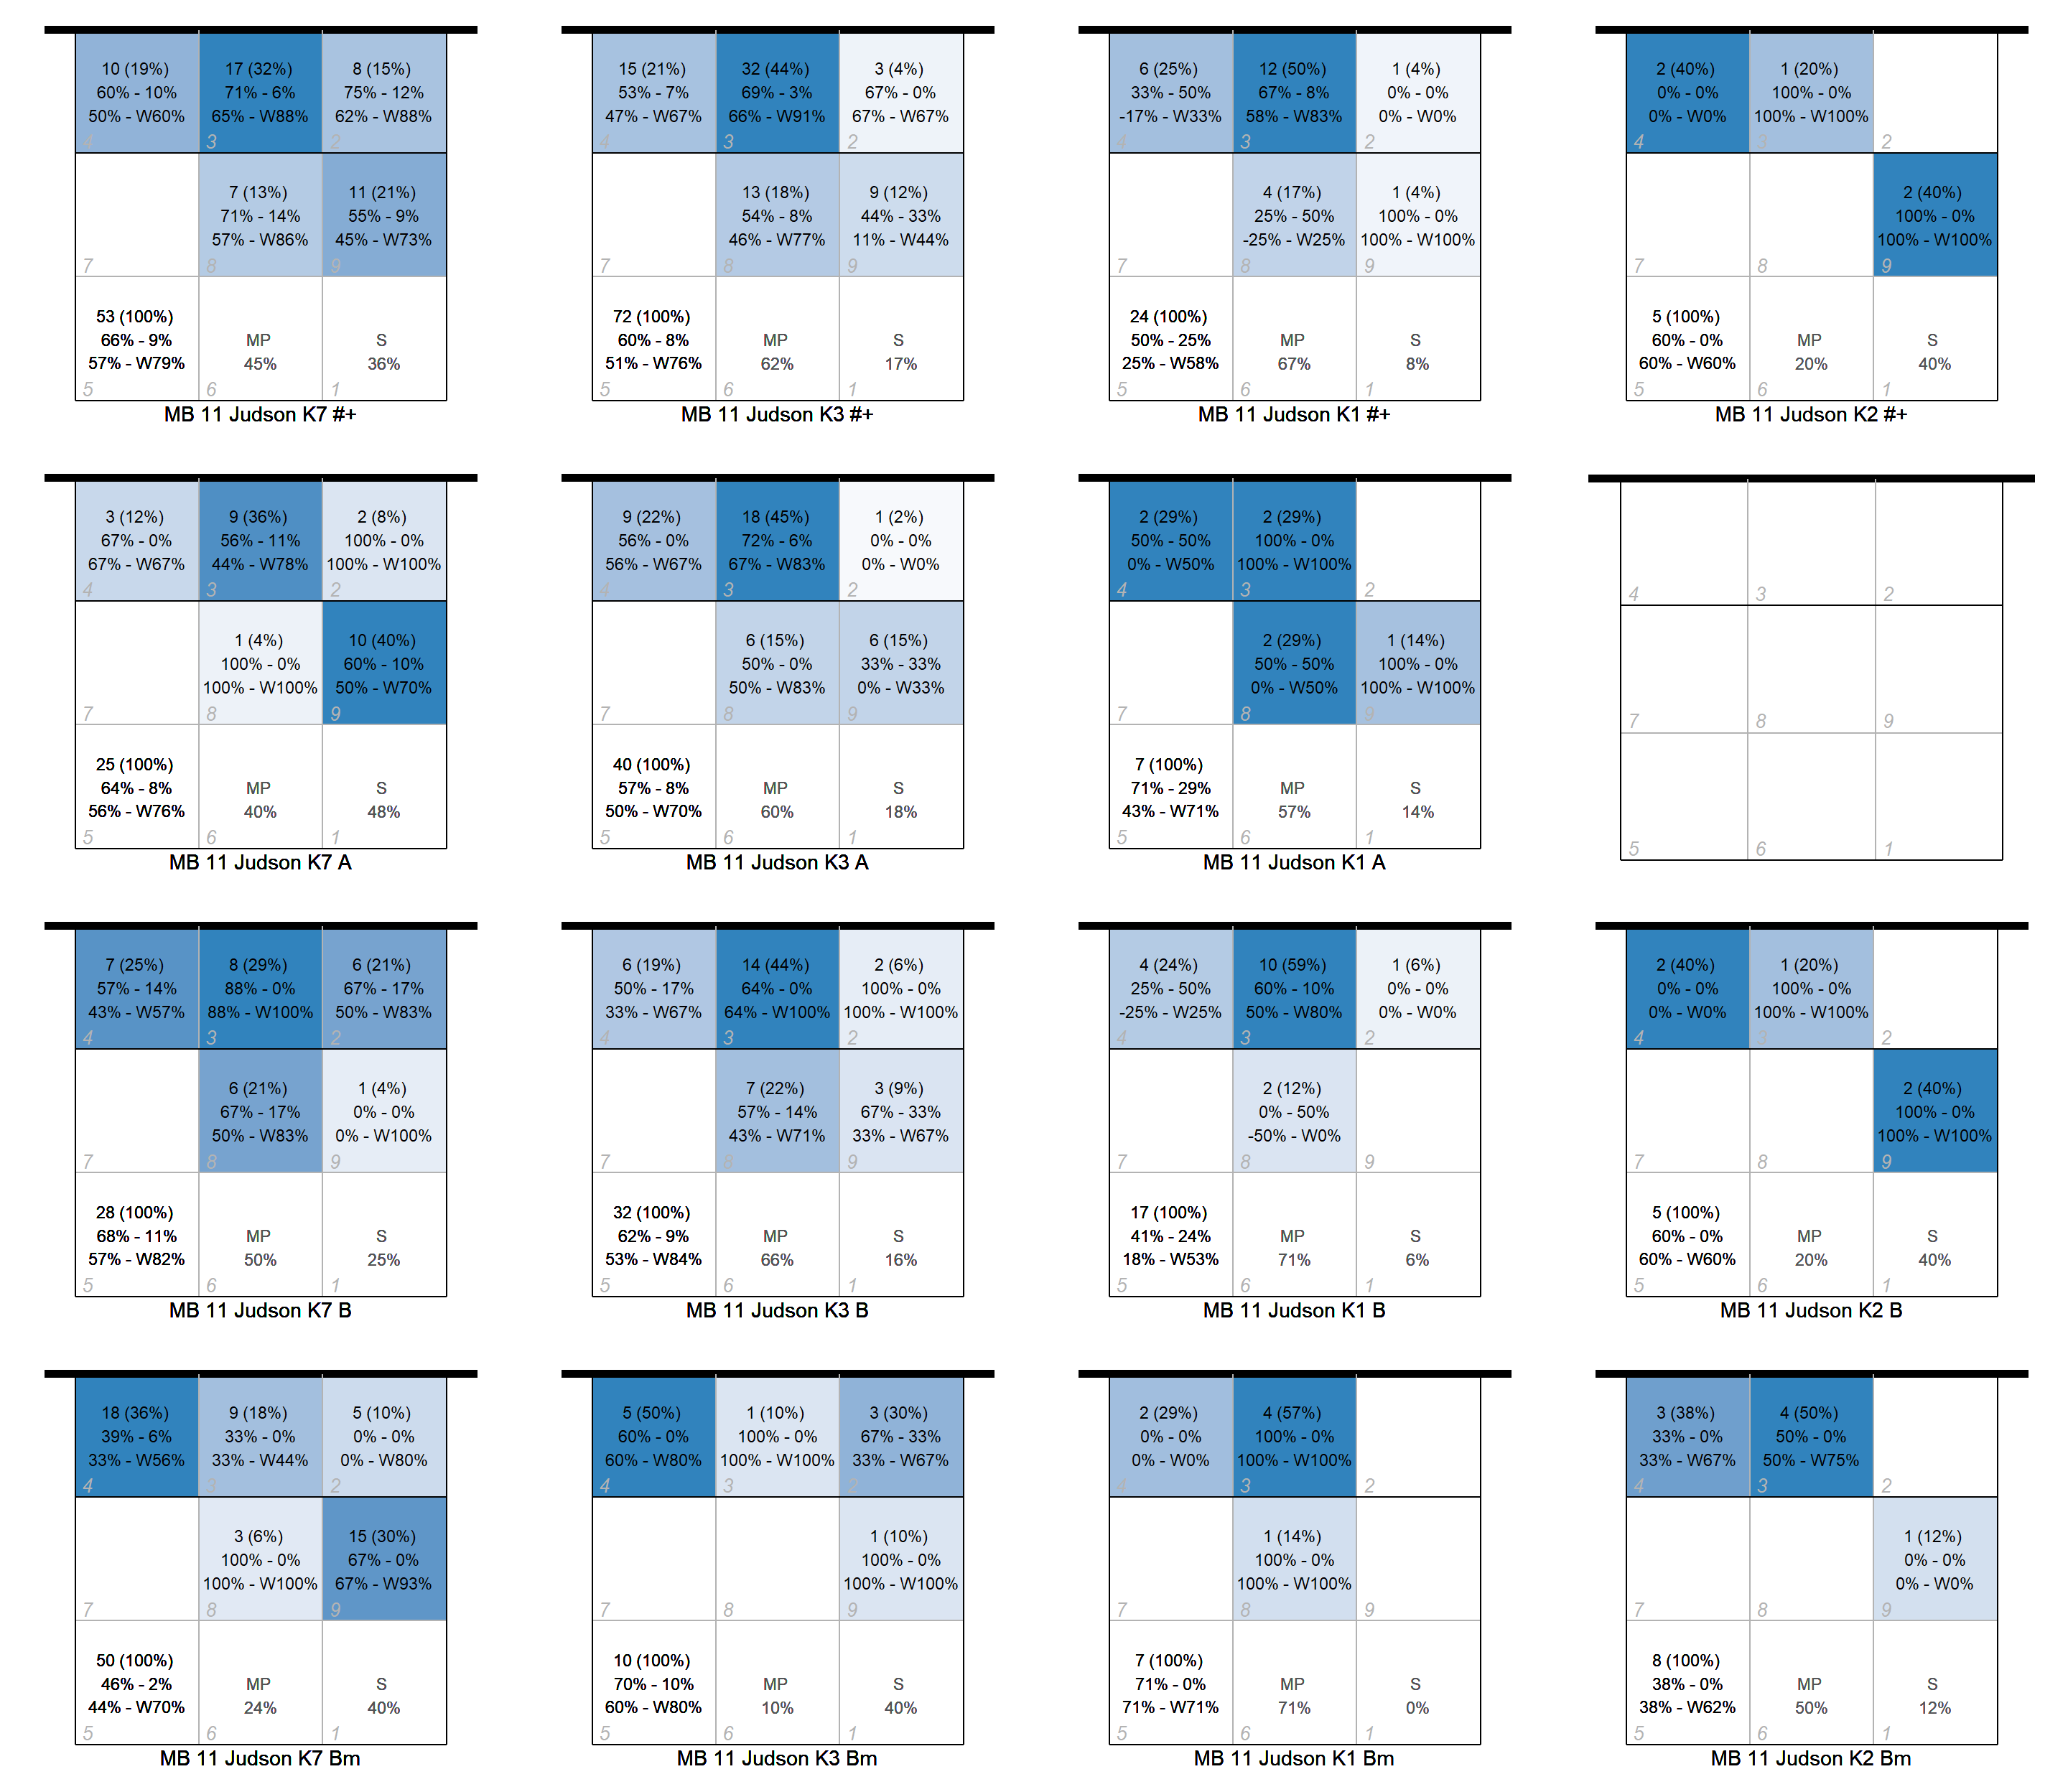 10 (19%)
60% - 10%
50% - W60%
4
17 (32%)
71% - 6%
65% - W88%
3
8 (15%)
75% - 12%
62% - W88%
2
7
7 (13%)
71% - 14%
57% - W86%
8
11 (21%)
55% - 9%
45% - W73%
9
53 (100%)
66% - 9%
57% - W79%
5
MP
45%
6
S
36%
1
MB 11 Judson K7 #+
15 (21%)
53% - 7%
47% - W67%
4
32 (44%)
69% - 3%
66% - W91%
3
3 (4%)
67% - 0%
67% - W67%
2
7
13 (18%)
54% - 8%
46% - W77%
8
9 (12%)
44% - 33%
11% - W44%
9
72 (100%)
60% - 8%
51% - W76%
5
MP
62%
6
S
17%
1
MB 11 Judson K3 #+
6 (25%)
33% - 50%
-17% - W33%
4
12 (50%)
67% - 8%
58% - W83%
3
1 (4%)
0% - 0%
0% - W0%
2
7
4 (17%)
25% - 50%
-25% - W25%
8
1 (4%)
100% - 0%
100% - W100%
9
24 (100%)
50% - 25%
25% - W58%
5
MP
67%
6
S
8%
1
MB 11 Judson K1 #+
2 (40%)
0% - 0%
0% - W0%
4
1 (20%)
100% - 0%
100% - W100%
3
2
7
8
2 (40%)
100% - 0%
100% - W100%
9
5 (100%)
60% - 0%
60% - W60%
5
MP
20%
6
S
40%
1
MB 11 Judson K2 #+
3 (12%)
67% - 0%
67% - W67%
4
9 (36%)
56% - 11%
44% - W78%
3
2 (8%)
100% - 0%
100% - W100%
2
7
1 (4%)
100% - 0%
100% - W100%
8
10 (40%)
60% - 10%
50% - W70%
9
25 (100%)
64% - 8%
56% - W76%
5
MP
40%
6
S
48%
1
MB 11 Judson K7 A
9 (22%)
56% - 0%
56% - W67%
4
18 (45%)
72% - 6%
67% - W83%
3
1 (2%)
0% - 0%
0% - W0%
2
7
6 (15%)
50% - 0%
50% - W83%
8
6 (15%)
33% - 33%
0% - W33%
9
40 (100%)
57% - 8%
50% - W70%
5
MP
60%
6
S
18%
1
MB 11 Judson K3 A
2 (29%)
50% - 50%
0% - W50%
4
2 (29%)
100% - 0%
100% - W100%
3
2
7
2 (29%)
50% - 50%
0% - W50%
8
1 (14%)
100% - 0%
100% - W100%
9
7 (100%)
71% - 29%
43% - W71%
5
MP
57%
6
S
14%
1
MB 11 Judson K1 A
4
3
2
7
8
9
5
6
1
7 (25%)
57% - 14%
43% - W57%
4
8 (29%)
88% - 0%
88% - W100%
3
6 (21%)
67% - 17%
50% - W83%
2
7
6 (21%)
67% - 17%
50% - W83%
8
1 (4%)
0% - 0%
0% - W100%
9
28 (100%)
68% - 11%
57% - W82%
5
MP
50%
6
S
25%
1
MB 11 Judson K7 B
6 (19%)
50% - 17%
33% - W67%
4
14 (44%)
64% - 0%
64% - W100%
3
2 (6%)
100% - 0%
100% - W100%
2
7
7 (22%)
57% - 14%
43% - W71%
8
3 (9%)
67% - 33%
33% - W67%
9
32 (100%)
62% - 9%
53% - W84%
5
MP
66%
6
S
16%
1
MB 11 Judson K3 B
4 (24%)
25% - 50%
-25% - W25%
4
10 (59%)
60% - 10%
50% - W80%
3
1 (6%)
0% - 0%
0% - W0%
2
7
2 (12%)
0% - 50%
-50% - W0%
8
9
17 (100%)
41% - 24%
18% - W53%
5
MP
71%
6
S
6%
1
MB 11 Judson K1 B
2 (40%)
0% - 0%
0% - W0%
4
1 (20%)
100% - 0%
100% - W100%
3
2
7
8
2 (40%)
100% - 0%
100% - W100%
9
5 (100%)
60% - 0%
60% - W60%
5
MP
20%
6
S
40%
1
MB 11 Judson K2 B
18 (36%)
39% - 6%
33% - W56%
4
9 (18%)
33% - 0%
33% - W44%
3
5 (10%)
0% - 0%
0% - W80%
2
7
3 (6%)
100% - 0%
100% - W100%
8
15 (30%)
67% - 0%
67% - W93%
9
50 (100%)
46% - 2%
44% - W70%
5
MP
24%
6
S
40%
1
MB 11 Judson K7 Bm
5 (50%)
60% - 0%
60% - W80%
4
1 (10%)
100% - 0%
100% - W100%
3
3 (30%)
67% - 33%
33% - W67%
2
7
8
1 (10%)
100% - 0%
100% - W100%
9
10 (100%)
70% - 10%
60% - W80%
5
MP
10%
6
S
40%
1
MB 11 Judson K3 Bm
2 (29%)
0% - 0%
0% - W0%
4
4 (57%)
100% - 0%
100% - W100%
3
2
7
1 (14%)
100% - 0%
100% - W100%
8
9
7 (100%)
71% - 0%
71% - W71%
5
MP
71%
6
S
0%
1
MB 11 Judson K1 Bm
3 (38%)
33% - 0%
33% - W67%
4
4 (50%)
50% - 0%
50% - W75%
3
2
7
8
1 (12%)
0% - 0%
0% - W0%
9
8 (100%)
38% - 0%
38% - W62%
5
MP
50%
6
S
12%
1
MB 11 Judson K2 Bm